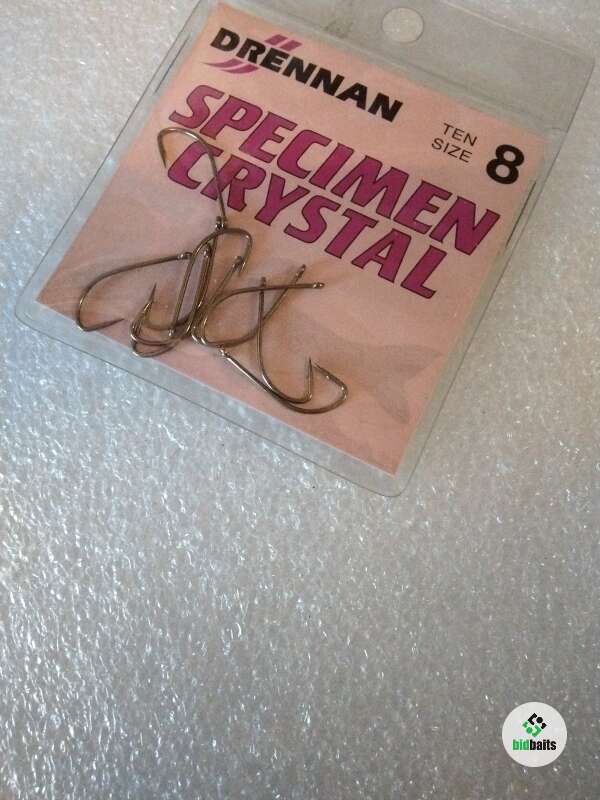 DRENNAN
SPECIMEN
CRYSTAL
TEN
SIZE 8
bidbaits